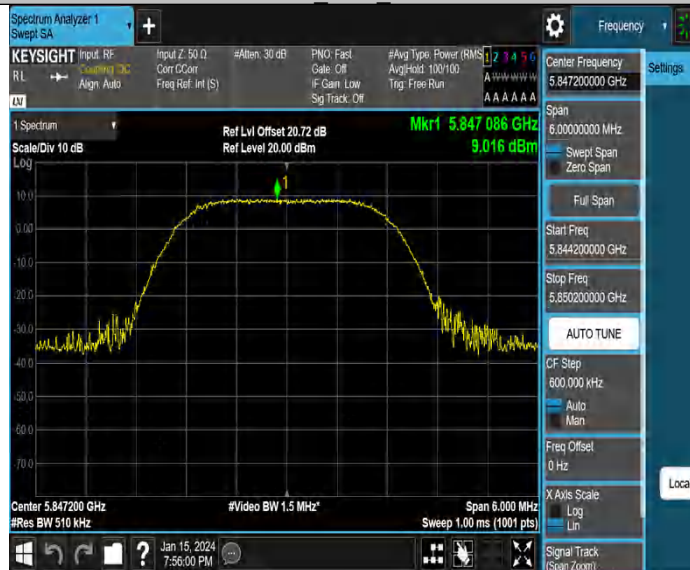 Spectrum Analyzer 1
Swept SA
+
Frequency
KEYSIGHT
RL
Input: RF
Coupling: DC
Align: Auto
Input Z: 50 Ω
Corr CCorr
Freq Ref: Int (S)
#Atten: 30 dB
PNO: Fast
Gate: Off
IF Gain: Low
Sig Track: Off
#Avg Type: Power (RMS
Avg|Hold: 100/100
Trig: Free Run
1 2 3 4 5 6
A W W W W W
A A A A A A
LXI
1 Spectrum
Scale/Div 10 dB
Log
Ref Lvl Offset 20.72 dB
Ref Level 20.00 dBm
Mkr1 5.847 086 GHz
9.016 dBm
1
10.0
0.00
-10.0
-20.0
-30.0
-40.0
-50.0
-60.0
-70.0
Center 5.847200 GHz
#Res BW 510 kHz
#Video BW 1.5 MHz*
Span 6.000 MHz
Sweep 1.00 ms (1001 pts)
?
Jan 15, 2024
7:56:00 PM
Center Frequency
5.847200000 GHz
Settings
Span
6.00000000 MHz
Swept Span
Zero Span
Full Span
Start Freq
5.844200000 GHz
Stop Freq
5.850200000 GHz
AUTO TUNE
CF Step
600.000 kHz
Auto
Man
Freq Offset
0 Hz
X Axis Scale
Log
Lin
Signal Track
(Span Zoom)
Loca